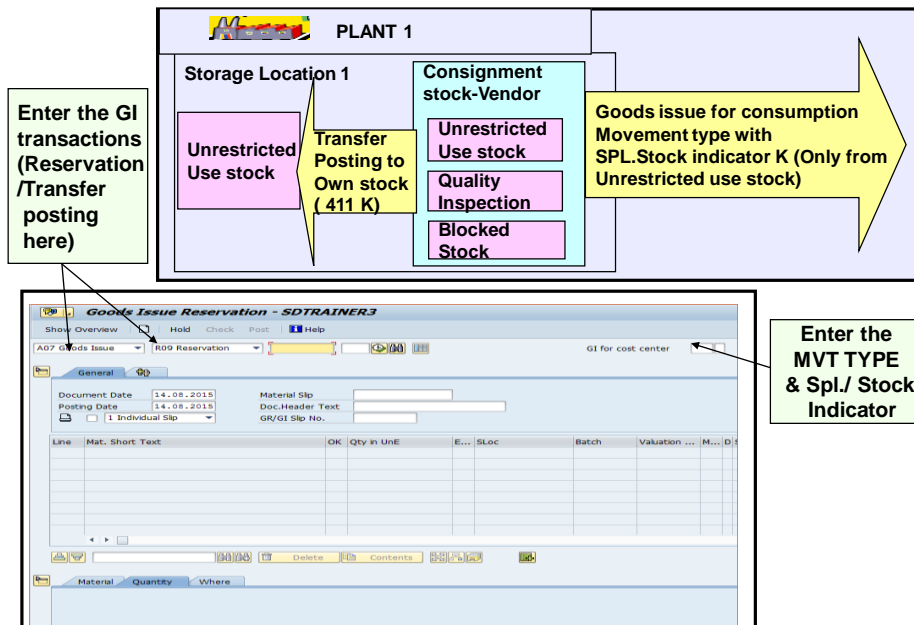 PLANT 1
Storage Location 1
Consignment
stock-Vendor
Enter the GI
transactions
(Reservation
/Transfer
posting
here)
Unrestricted
Use stock
Transfer
Posting to
Own stock
( 411 K)
Unrestricted
Use stock
Quality
Inspection
Blocked
Stock
Goods issue for consumption
Movement type with
SPL.Stock indicator K (Only from
Unrestricted use stock)
Goods Issue Reservation - SDTRAINER3
Show Overview Hold Check Post Help
A07 Goods Issue R09 Reservation GI for cost center
General
Document Date 14.08.2015 Material Slip
Posting Date 14.08.2015 Doc.Header Text
1 Individual Slip GR/GI Slip No.
Line Mat. Short Text OK Qty in UnE E... SLoc Batch Valuation ... M... D S
Delete Contents
Material Quantity Where
Enter the
MVT TYPE
& Spl./ Stock
Indicator